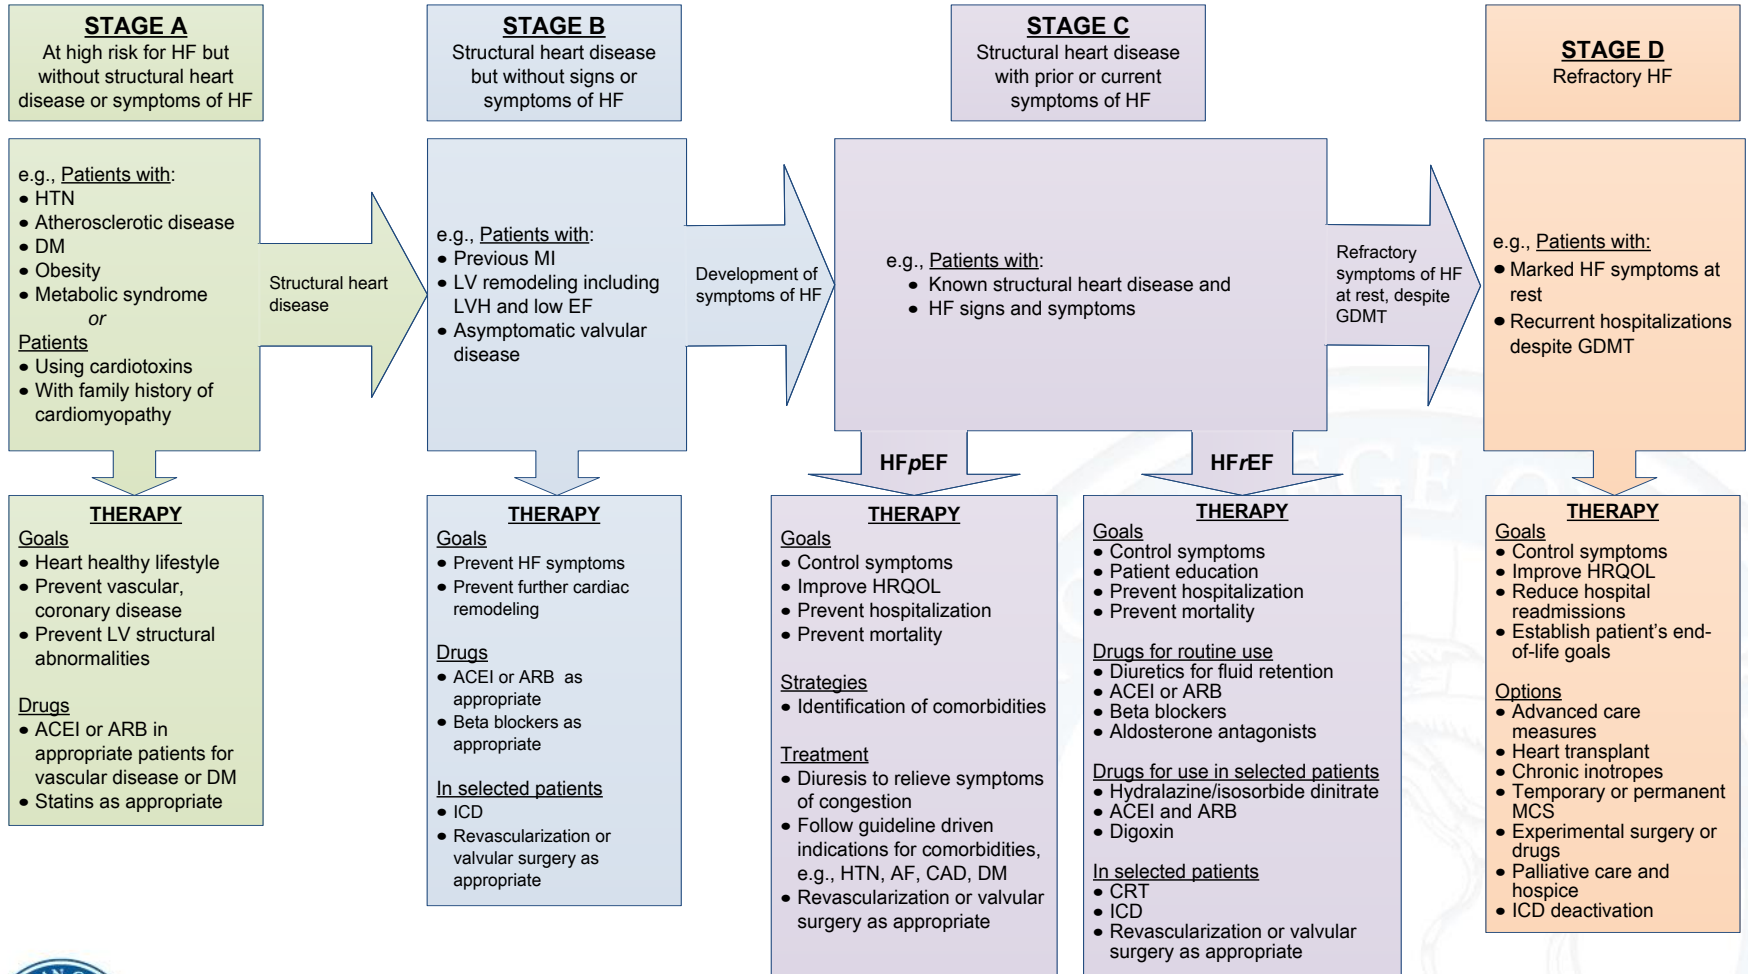 STAGE A
At high risk for HF but
without structural heart
disease or symptoms of HF
STAGE B
Structural heart disease
but without signs or
symptoms of HF
STAGE C
Structural heart disease
with prior or current
symptoms of HF
STAGE D
Refractory HF
e.g., Patients with:
● HTN
● Atherosclerotic disease
● DM
● Obesity
● Metabolic syndrome
or
Patients
● Using cardiotoxins
● With family history of
cardiomyopathy
Structural heart
disease
e.g., Patients with:
● Previous MI
● LV remodeling including
LVH and low EF
● Asymptomatic valvular
disease
Development of
symptoms of HF
e.g., Patients with:
● Known structural heart disease and
● HF signs and symptoms
Refractory
symptoms of HF
at rest, despite
GDMT
e.g., Patients with:
● Marked HF symptoms at
rest
● Recurrent hospitalizations
despite GDMT
HFpEF
HFrEF
THERAPY
Goals
● Heart healthy lifestyle
● Prevent vascular,
coronary disease
● Prevent LV structural
abnormalities
Drugs
● ACEI or ARB in
appropriate patients for
vascular disease or DM
● Statins as appropriate
THERAPY
Goals
● Prevent HF symptoms
● Prevent further cardiac
remodeling
Drugs
● ACEI or ARB as
appropriate
● Beta blockers as
appropriate
In selected patients
● ICD
● Revascularization or
valvular surgery as
appropriate
THERAPY
Goals
● Control symptoms
● Improve HRQOL
● Prevent hospitalization
● Prevent mortality
Strategies
● Identification of comorbidities
Treatment
● Diuresis to relieve symptoms
of congestion
● Follow guideline driven
indications for comorbidities,
e.g., HTN, AF, CAD, DM
● Revascularization or valvular
surgery as appropriate
THERAPY
Goals
● Control symptoms
● Patient education
● Prevent hospitalization
● Prevent mortality
Drugs for routine use
● Diuretics for fluid retention
● ACEI or ARB
● Beta blockers
● Aldosterone antagonists
Drugs for use in selected patients
● Hydralazine/isosorbide dinitrate
● ACEI and ARB
● Digoxin
In selected patients
● CRT
● ICD
● Revascularization or valvular
surgery as appropriate
THERAPY
Goals
● Control symptoms
● Improve HRQOL
● Reduce hospital
readmissions
● Establish patient's end-
of-life goals
Options
● Advanced care
measures
● Heart transplant
● Chronic inotropes
● Temporary or permanent
MCS
● Experimental surgery or
drugs
● Palliative care and
hospice
● ICD deactivation